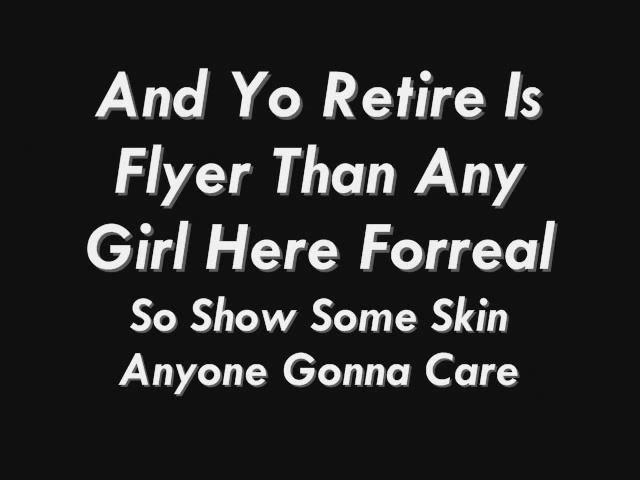 And Yo Retire Is
Flyer Than Any
Girl Here Forreal
So Show Some Skin
Anyone Gonna Care